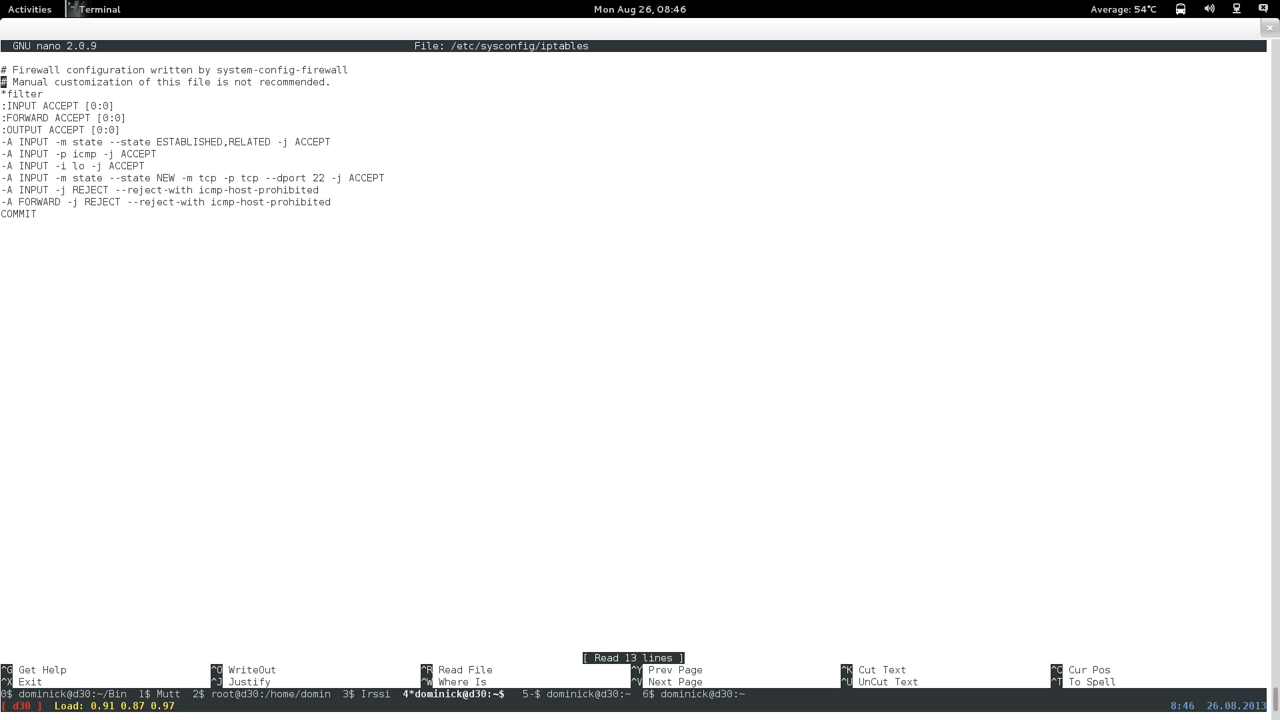 Activities Terminal Mon Aug 26, 08:46 Average: 54°C
GNU nano 2.0.9 File: /etc/sysconfig/iptables
# Firewall configuration written by system-config-firewall
# Manual customization of this file is not recommended.
*filter
:INPUT ACCEPT [0:0]
:FORWARD ACCEPT [0:0]
:OUTPUT ACCEPT [0:0]
-A INPUT -m state --state ESTABLISHED,RELATED -j ACCEPT
-A INPUT -p icmp -j ACCEPT
-A INPUT -i lo -j ACCEPT
-A INPUT -m state --state NEW -m tcp -p tcp --dport 22 -j ACCEPT
-A INPUT -j REJECT --reject-with icmp-host-prohibited
-A FORWARD -j REJECT --reject-with icmp-host-prohibited
COMMIT
[ Read 13 lines ]
^G Get Help ^O WriteOut ^R Read File ^Y Prev Page ^K Cut Text ^C Cur Pos
^X Exit ^J Justify ^W Where Is ^V Next Page ^U UnCut Text ^T To Spell
0$ dominick@d30:~/Bin 1$ Mutt 2$ root@d30:/home/domin 3$ Irssi 4*dominick@d30:~$ 5-$ dominick@d30:~ 6$ dominick@d30:~
[ d30 ] Load: 0.91 0.87 0.97 8:46 26.08.2013